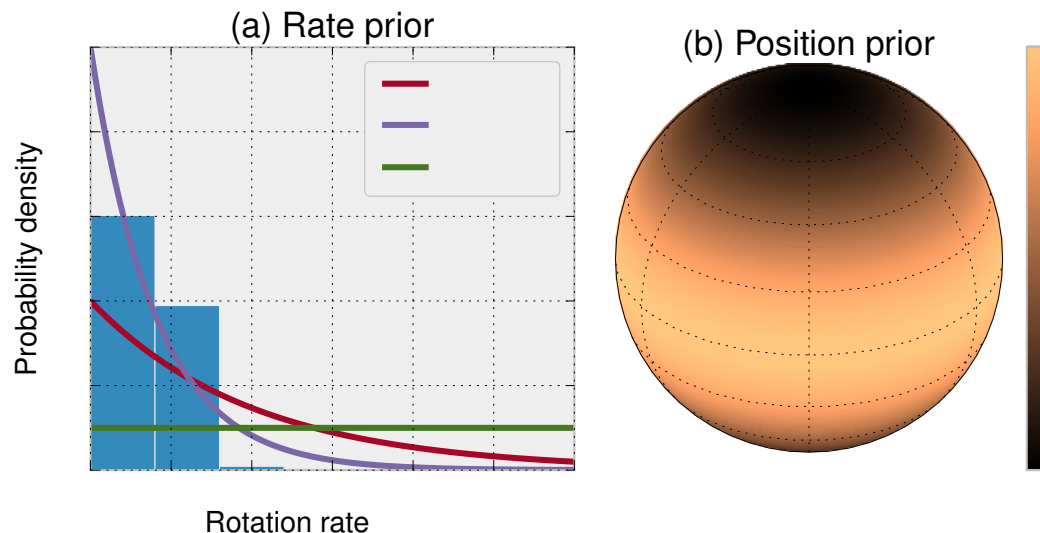 (a) Rate prior
(b) Position prior
Probability density
Rotation rate